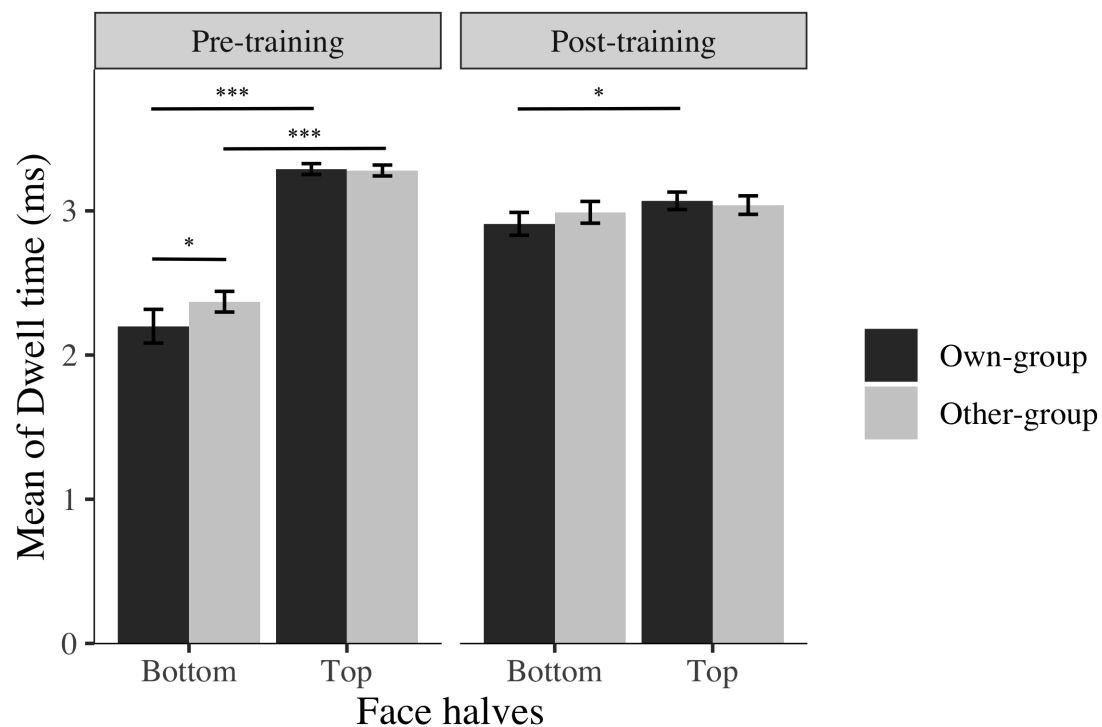 Pre-training
Post-training
***
*
***
*
Mean of Dwell time (ms)
3
2
1
0
Own-group
Other-group
Bottom
Top
Bottom
Top
Face halves